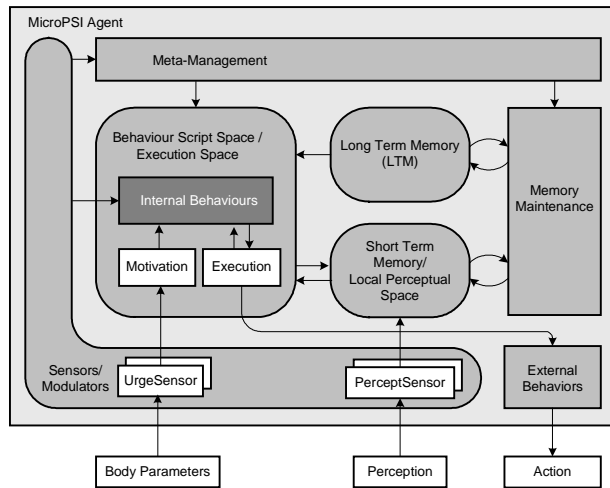 MicroPSI Agent
Meta-Management
Behaviour Script Space /
Execution Space
Long Term Memory
(LTM)
Internal Behaviours
Memory
Maintenance
Motivation
Execution
Short Term
Memory/
Local Perceptual
Space
Sensors/
Modulators
UrgeSensor
PerceptSensor
External
Behaviors
Body Parameters
Perception
Action